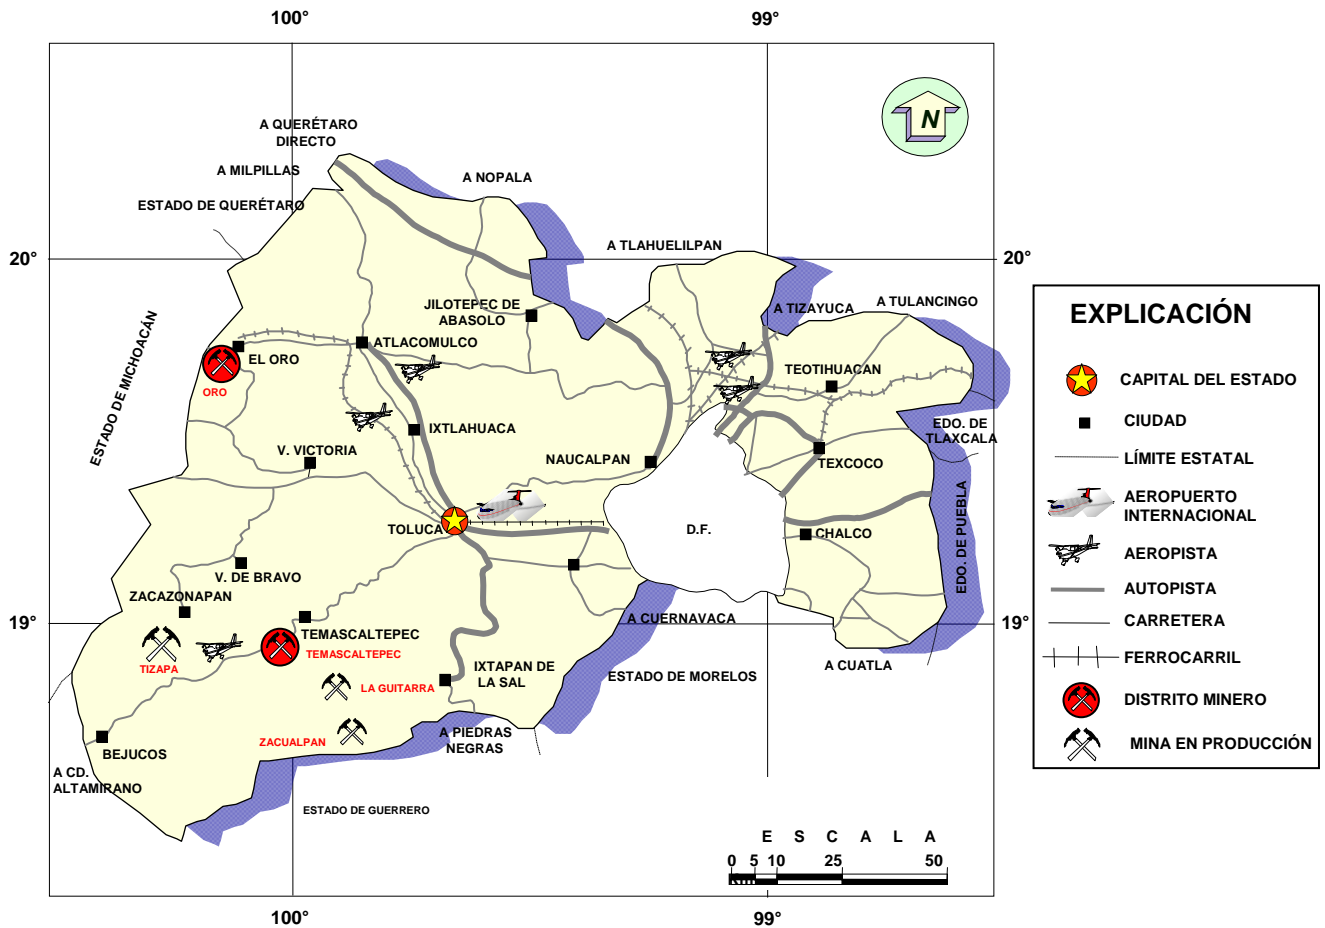 100°
99°
N
A QUERÉTARO
DIRECTO
A MILPILLAS
A NOPALA
ESTADO DE QUERÉTARO
A TLAHUELILPAN
20°
20°
JILOTEPEC DE
ABASOLO
A TIZAYUCA
A TULANCINGO
ESTADO DE MICHOACÁN
ATLACOMULCO
EL ORO
ORO
TEOTIHUACAN
IXTLAHUACA
EDO. DE
TLAXCALA
V. VICTORIA
NAUCALPAN
TEXCOCO
TOLUCA
D.F.
CHALCO
EDO. DE PUEBLA
V. DE BRAVO
ZACAZONAPAN
19°
19°
A CUERNAVACA
TEMASCALTEPEC
TEMASCALTEPEC
TIZAPA
IXTAPAN DE
LA SAL
LA GUITARRA
A CUATLA
ESTADO DE MORELOS
ZACUALPAN
A PIEDRAS
NEGRAS
BEJUCOS
A CD.
ALTAMIRANO
ESTADO DE GUERRERO
E S C A L A
0 5 10 25 50
100°
99°
EXPLICACIÓN
CAPITAL DEL ESTADO
CIUDAD
LÍMITE ESTATAL
AEROPUERTO
INTERNACIONAL
AEROPISTA
AUTOPISTA
CARRETERA
FERROCARRIL
DISTRITO MINERO
MINA EN PRODUCCIÓN